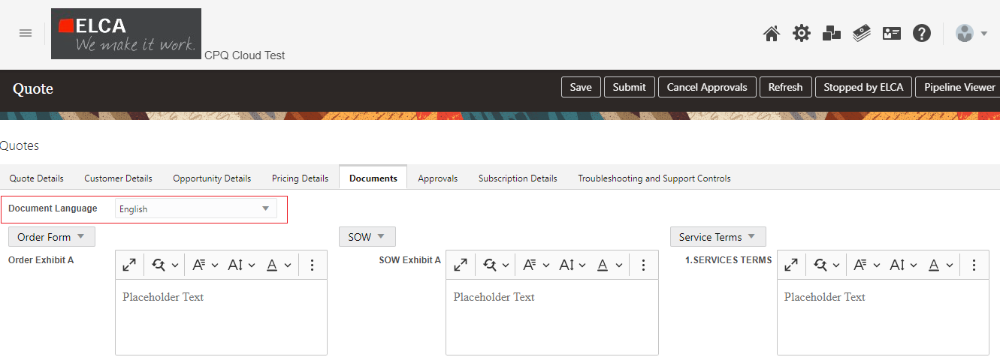 ELCA
We make it work.
CPQ Cloud Test
Quote
Save
Submit
Cancel Approvals
Refresh
Stopped by ELCA
Pipeline Viewer
Quotes
Quote Details
Customer Details
Opportunity Details
Pricing Details
Documents
Approvals
Subscription Details
Troubleshooting and Support Controls
Document Language
English
Order Form
SOW
Service Terms
Order Exhibit A
Placeholder Text
SOW Exhibit A
Placeholder Text
1.SERVICES TERMS
Placeholder Text